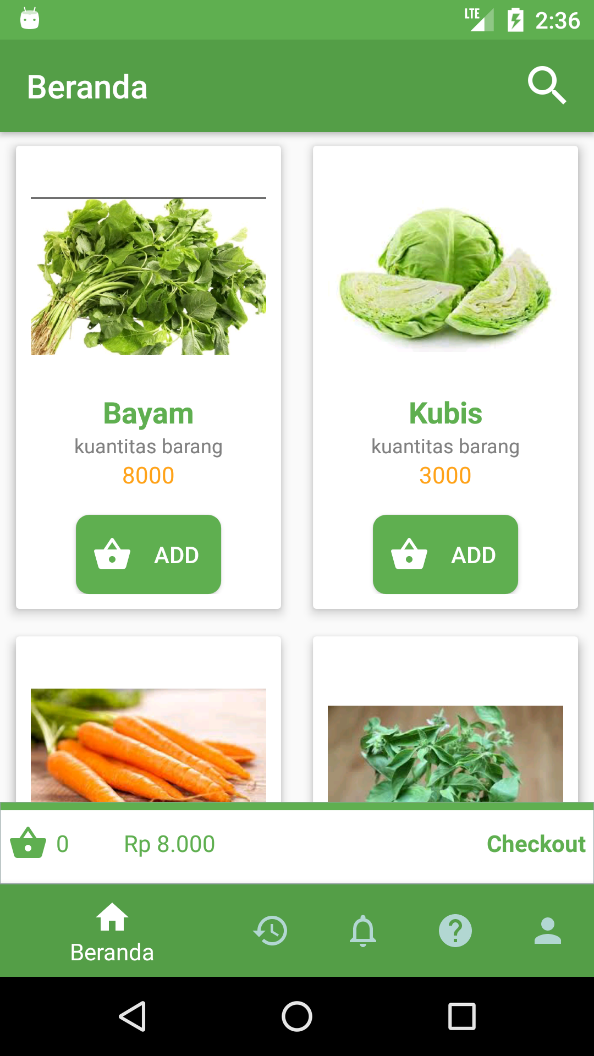 LTE 2:36
Beranda
Bayam
kuantitas barang
8000
ADD
Kubis
kuantitas barang
3000
ADD
0 Rp 8.000 Checkout
Beranda